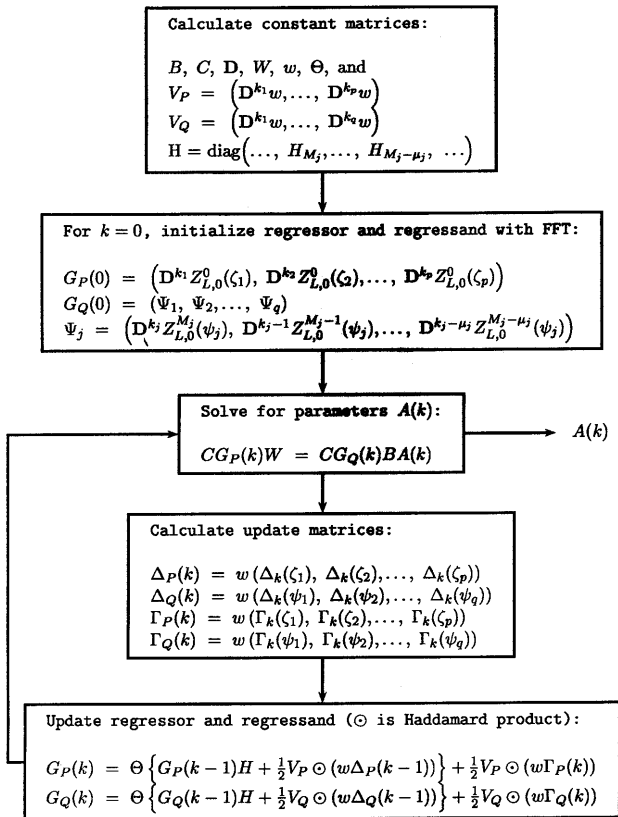 Calculate constant matrices:
B, C, D, W, w, Θ, and
V_P = (D^{k_1}w,..., D^{k_p}w)
V_Q = (D^{k_1}w,..., D^{k_q}w)
H = diag(..., H_{M_j},..., H_{M_j-μ_j}, ...)
For k=0, initialize regressor and regressand with FFT:
G_P(0) = (D^{k_1}Z^0_{L,0}(ζ_1), D^{k_2}Z^0_{L,0}(ζ_2),..., D^{k_p}Z^0_{L,0}(ζ_p))
G_Q(0) = (Ψ_1, Ψ_2,..., Ψ_q)
Ψ_j = (D^{k_j}Z^{M_j}_{L,0}(ψ_j), D^{k_j-1}Z^{M_j-1}_{L,0}(ψ_j),..., D^{k_j-μ_j}Z^{M_j-μ_j}_{L,0}(ψ_j))
Solve for parameters A(k):
CG_P(k)W = CG_Q(k)BA(k)
A(k)
Calculate update matrices:
Δ_P(k) = w(Δ_k(ζ_1), Δ_k(ζ_2),..., Δ_k(ζ_p))
Δ_Q(k) = w(Δ_k(ψ_1), Δ_k(ψ_2),..., Δ_k(ψ_q))
Γ_P(k) = w(Γ_k(ζ_1), Γ_k(ζ_2),..., Γ_k(ζ_p))
Γ_Q(k) = w(Γ_k(ψ_1), Γ_k(ψ_2),..., Γ_k(ψ_q))
Update regressor and regressand (⊙ is Haddamard product):
G_P(k) = Θ{G_P(k-1)H + ½V_P ⊙ (wΔ_P(k-1))} + ½V_P ⊙ (wΓ_P(k))
G_Q(k) = Θ{G_Q(k-1)H + ½V_Q ⊙ (wΔ_Q(k-1))} + ½V_Q ⊙ (wΓ_Q(k))